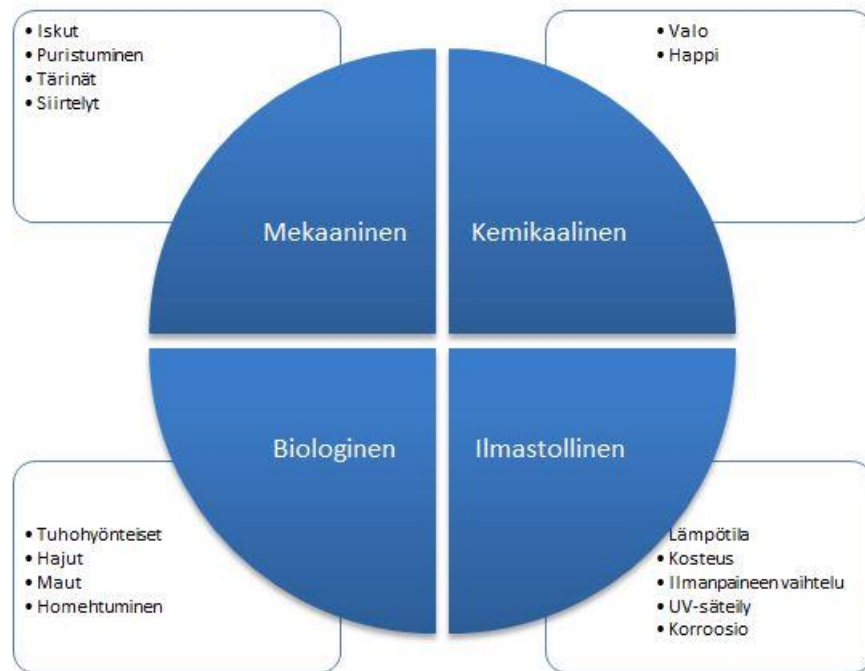 • Iskut
• Puristuminen
• Tärinät
• Siirtelyt
• Valo
• Happi
Mekaaninen
Kemikaalinen
Biologinen
Ilmastollinen
• Tuhohyönteiset
• Hajut
• Maut
• Homehtuminen
Lämpötila
• Kosteus
• Ilmanpaineen vaihtelu
• UV-säteily
• Korroosio